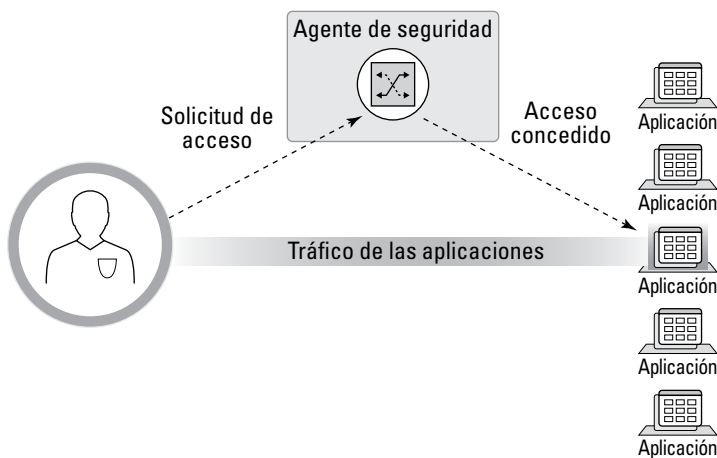 Agente de seguridad
Solicitud de
acceso
Acceso
concedido
Tráfico de las aplicaciones
Aplicación
Aplicación
Aplicación
Aplicación
Aplicación